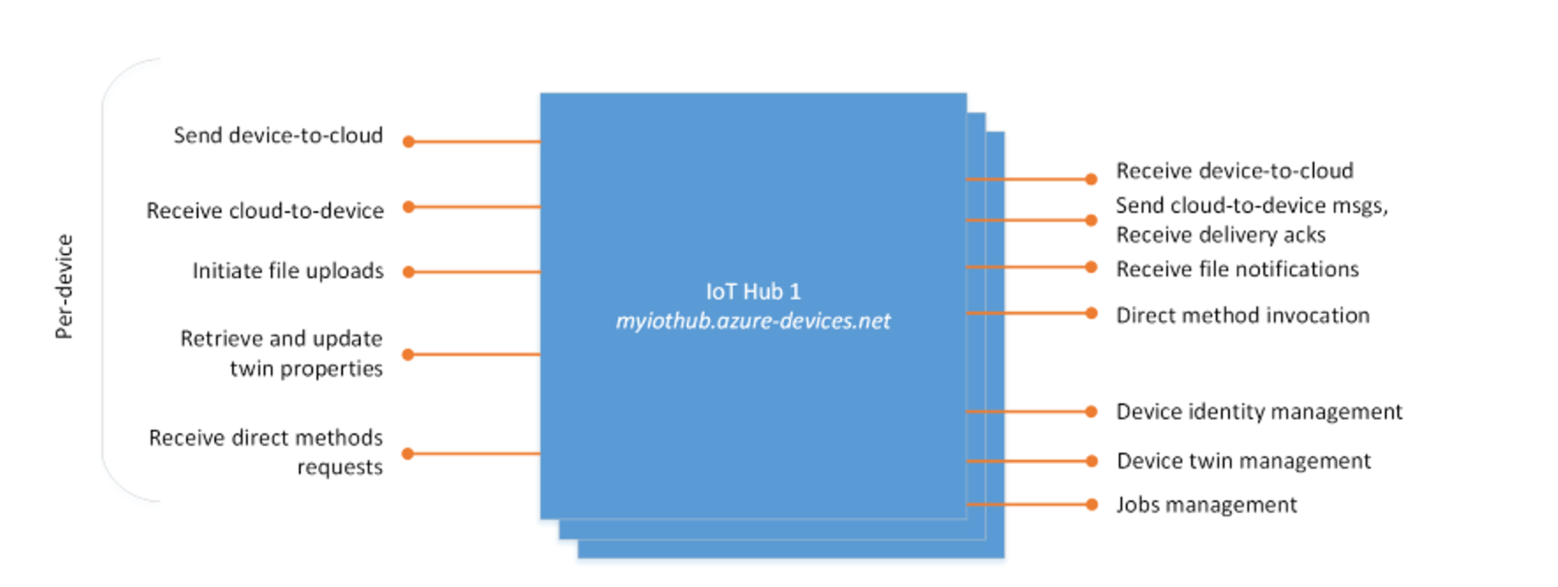 Per-device
Send device-to-cloud
Receive cloud-to-device
Initiate file uploads
Retrieve and update
twin properties
Receive direct methods
requests
IoT Hub 1
myiothub.azure-devices.net
Receive device-to-cloud
Send cloud-to-device msgs,
Receive delivery acks
Receive file notifications
Direct method invocation
Device identity management
Device twin management
Jobs management